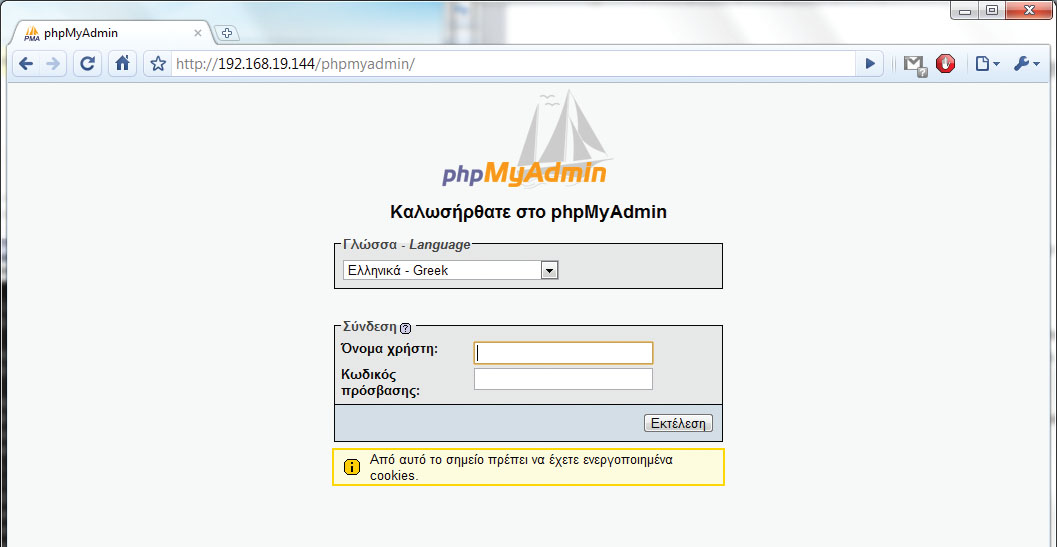 PMA phpMyAdmin
http://192.168.19.144/phpmyadmin/
phpMyAdmin
Καλωσήρθατε στο phpMyAdmin
Γλώσσα - Language
Ελληνικά - Greek
Σύνδεση ?
Όνομα χρήστη:
Κωδικός
πρόσβασης:
Εκτέλεση
Από αυτό το σημείο πρέπει να έχετε ενεργοποιημένα
cookies.